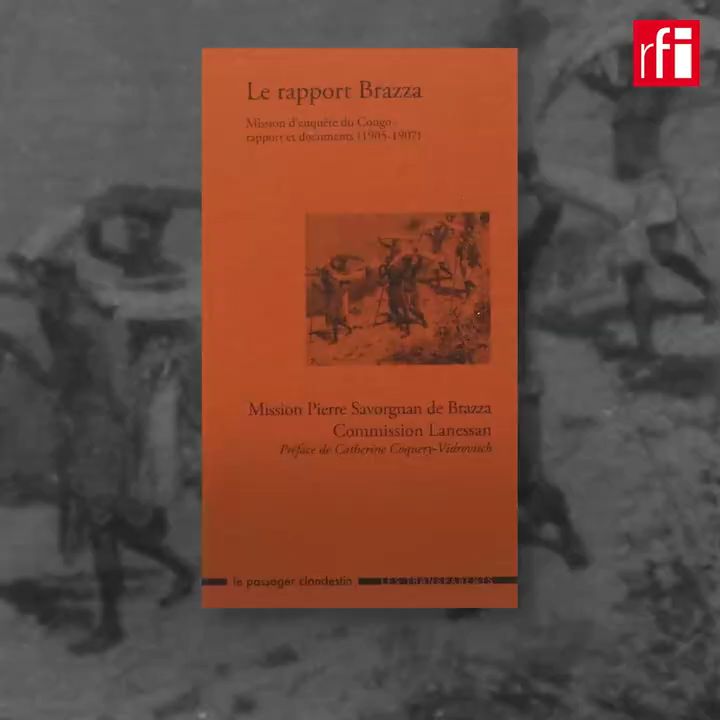 rfi
Le rapport Brazza
Mission d'enquête du Congo :
rapport et documents (1905-1907)
Mission Pierre Savorgnan de Brazza
Commission Lanessan
Préface de Catherine Coquery-Vidrovitch
le passager clandestin
LES TRANSPARENTS